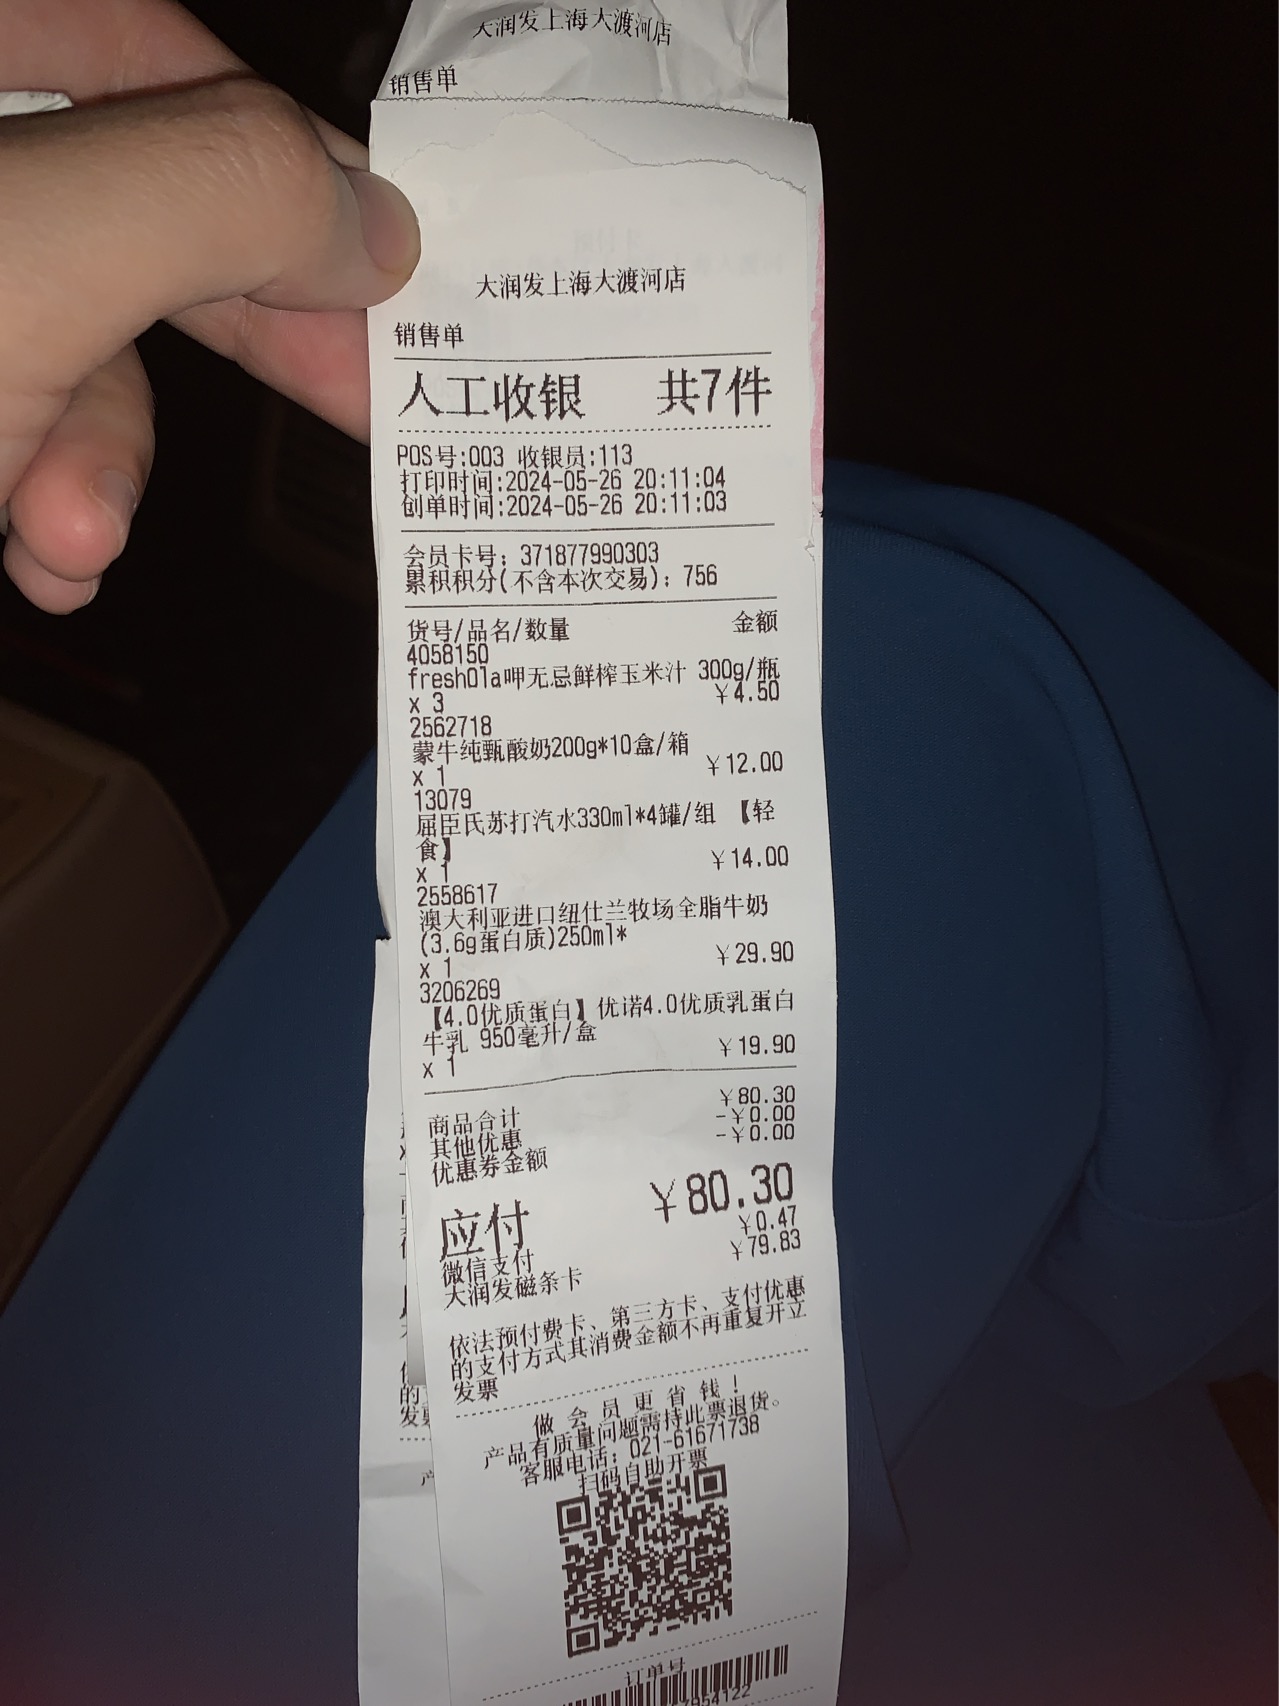 大润发上海大渡河店
销售单
大润发上海大渡河店
销售单
人工收银 共7件
POS号:003 收银员:113
打印时间:2024-05-26 20:11:04
创单时间:2024-05-26 20:11:03
会员卡号: 371877990303
累积积分(不含本次交易): 756
货号/品名/数量 金额
4058150
freshOla呷无忌鲜榨玉米汁 300g/瓶
x 3 ¥4.50
2562718
蒙牛纯甄酸奶200g*10盒/箱
x 1 ¥12.00
13079
屈臣氏苏打汽水330ml*4罐/组 【轻
食】
x 1 ¥14.00
2558617
澳大利亚进口纽仕兰牧场全脂牛奶
(3.6g蛋白质)250ml*
x 1 ¥29.90
3206269
【4.0优质蛋白】优诺4.0优质乳蛋白
牛乳 950毫升/盒
x 1 ¥19.90
商品合计 ¥80.30
其他优惠 -¥0.00
优惠券金额 -¥0.00
应付 ¥80.30
微信支付 ¥0.47
大润发磁条卡 ¥79.83
依法预付费卡、第三方卡、支付优惠
的支付方式其消费金额不再重复开立
发票
做 会 员 更 省 钱 !
产品有质量问题需持此票退货。
客服电话: 021-61671738
扫码自助开票
订单号
7954122